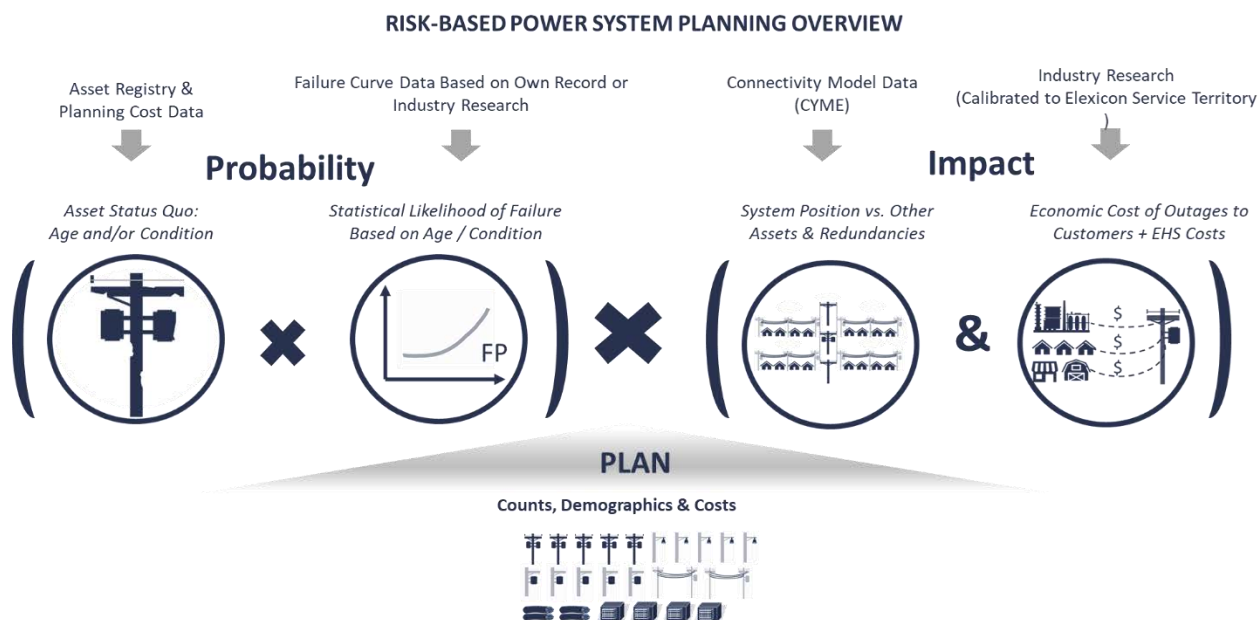 RISK-BASED POWER SYSTEM PLANNING OVERVIEW
Asset Registry &
Planning Cost Data
Failure Curve Data Based on Own Record or
Industry Research
Connectivity Model Data
(CYME)
Industry Research
(Calibrated to Elexicon Service Territory
)
Probability
Impact
Asset Status Quo:
Age and/or Condition
Statistical Likelihood of Failure
Based on Age / Condition
System Position vs. Other
Assets & Redundancies
Economic Cost of Outages to
Customers + EHS Costs
FP
&
$
$
$
PLAN
Counts, Demographics & Costs